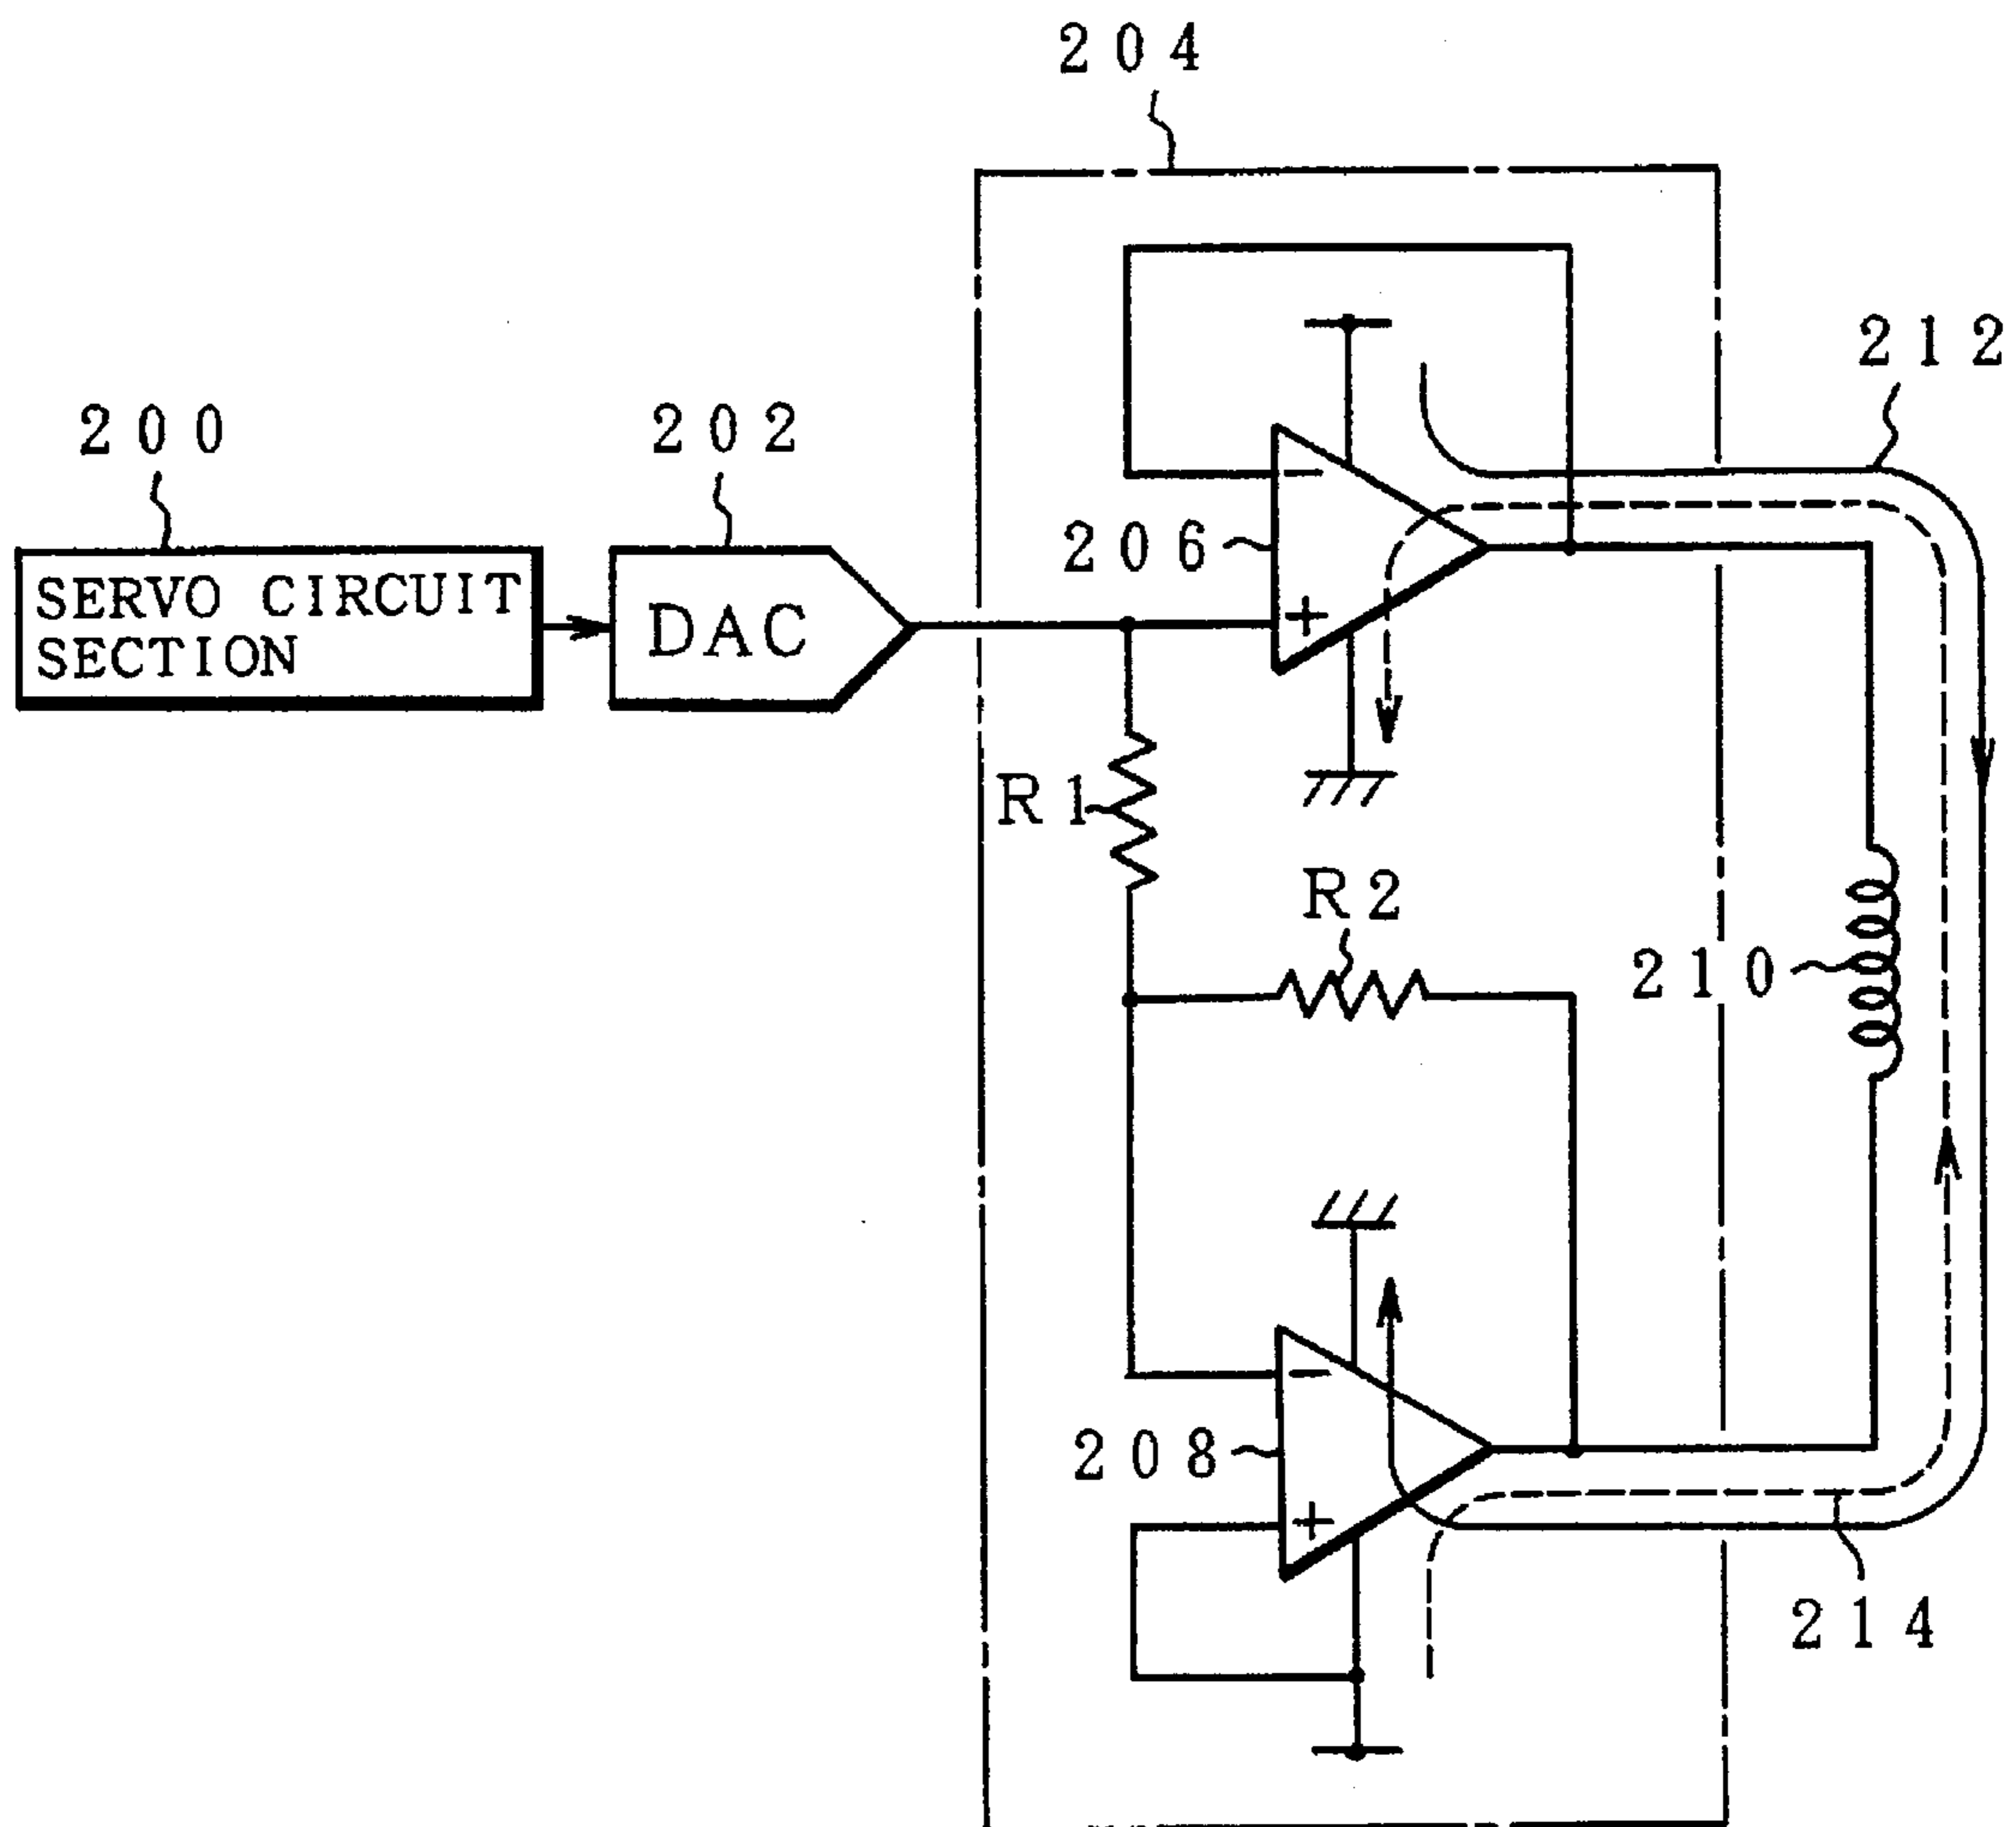 204
212
200
202
SERVO CIRCUIT
SECTION
DAC
206
−
+
R1
R2
210
−
208
+
214